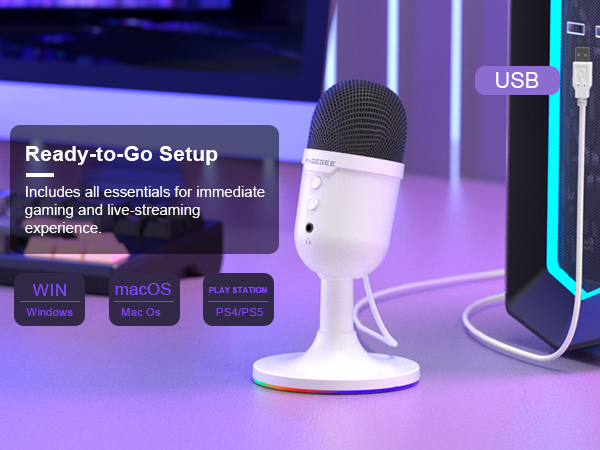 USB
MAGEGEE
Ready-to-Go Setup
Includes all essentials for immediate
gaming and live-streaming
experience.
WIN
Windows
macOS
Mac Os
PLAY STATION
PS4/PS5